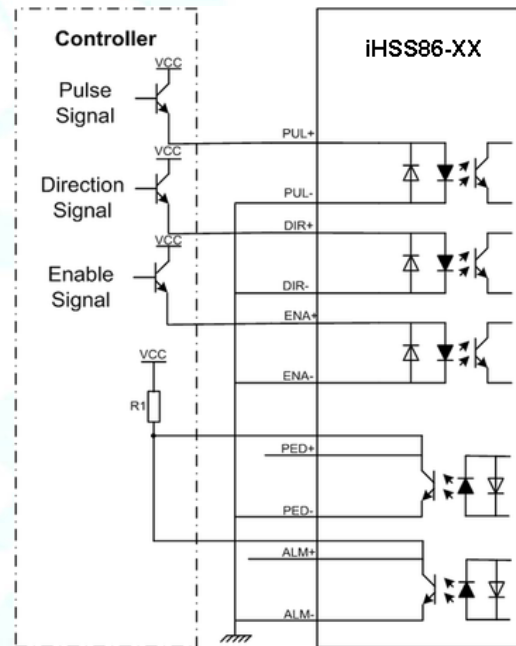 Controller
iHSS86-XX
VCC
Pulse
Signal
PUL+
VCC
Direction
Signal
PUL-
DIR+
VCC
Enable
Signal
DIR-
ENA+
VCC
ENA-
R1
PED+
PED-
ALM+
ALM-